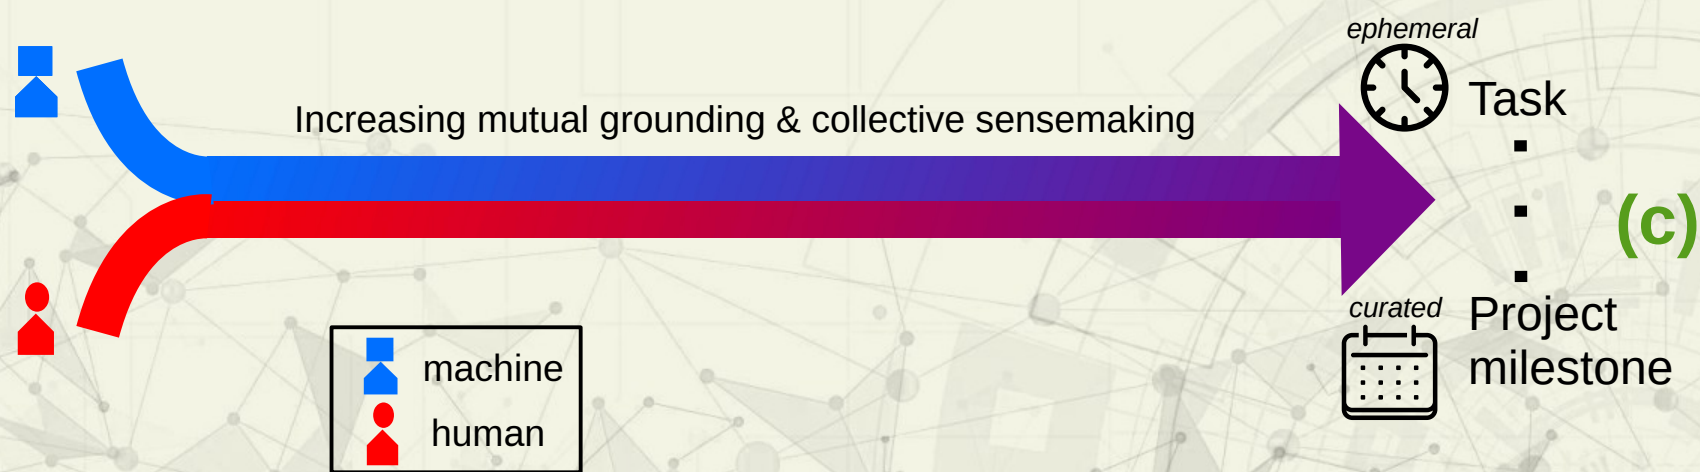 ephemeral
Task
Increasing mutual grounding & collective sensemaking
(c)
curated
Project
milestone
machine
human